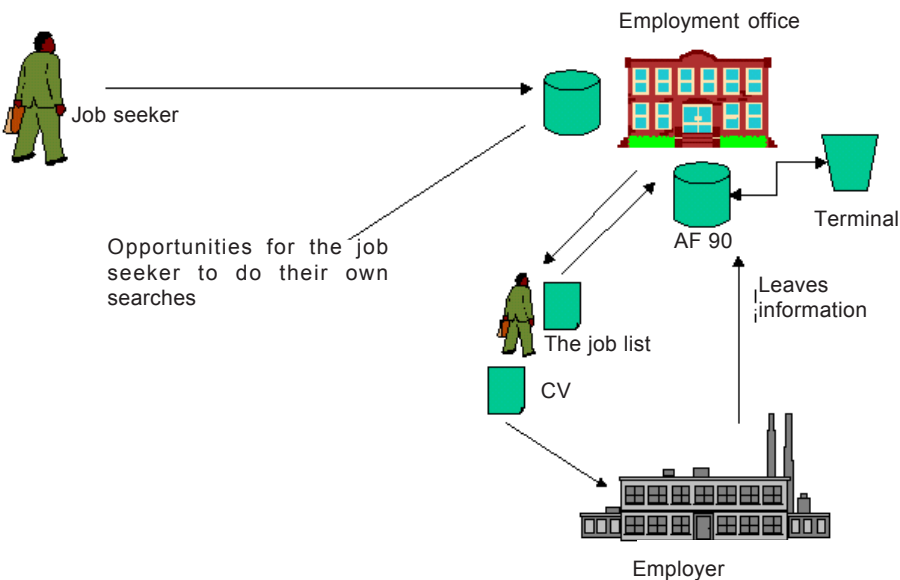 Employment office
Job seeker
Terminal
AF 90
Opportunities for the job
seeker to do their own
searches
Leaves
information
The job list
CV
Employer